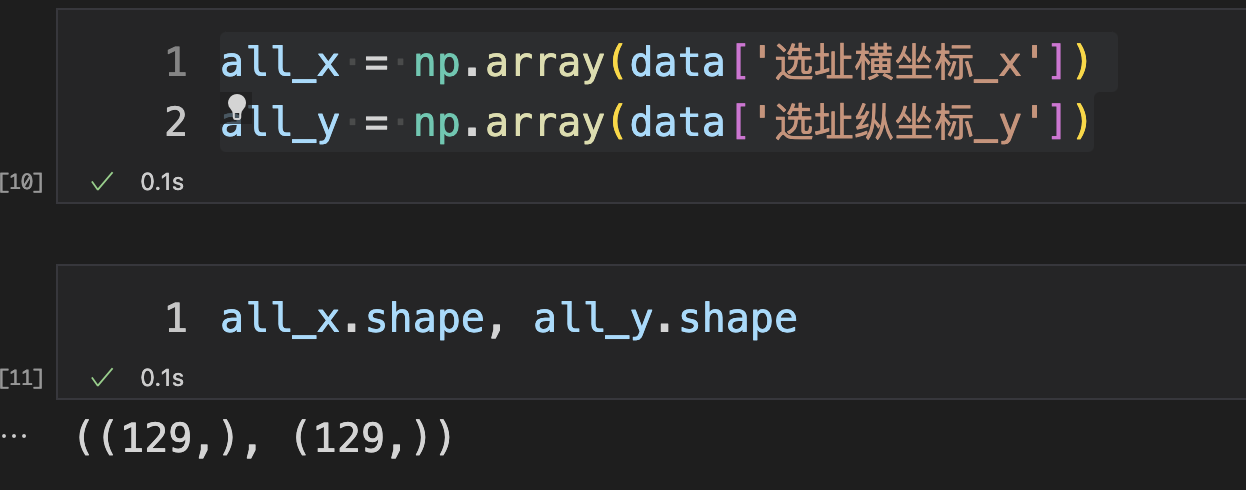 1 all_x = np.array(data['选址横坐标_x'])
2 all_y = np.array(data['选址纵坐标_y'])
[10] ✓ 0.1s
1 all_x.shape, all_y.shape
[11] ✓ 0.1s
... ((129,), (129,))